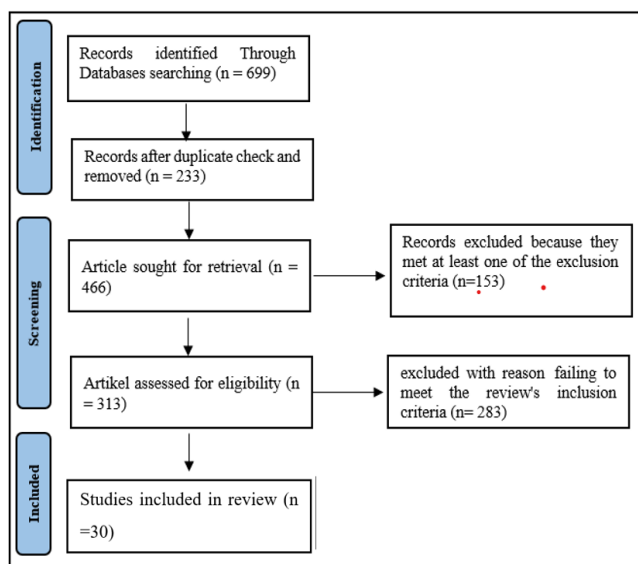 Identification
Records identified Through
Databases searching (n = 699)
Records after duplicate check and
removed (n = 233)
Screening
Article sought for retrieval (n =
466)
Records excluded because they
met at least one of the exclusion
criteria (n=153)
Artikel assessed for eligibility (n
= 313)
excluded with reason failing to
meet the review's inclusion
criteria (n= 283)
Included
Studies included in review (n
=30)